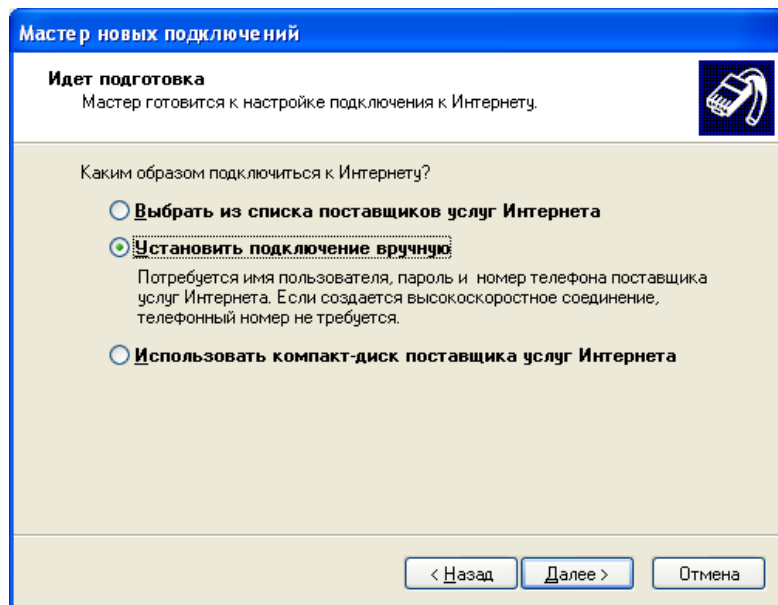 Мастер новых подключений
Идет подготовка
Мастер готовится к настройке подключения к Интернету.
Каким образом подключиться к Интернету?
Выбрать из списка поставщиков услуг Интернета
Установить подключение вручную
Потребуется имя пользователя, пароль и номер телефона поставщика
услуг Интернета. Если создается высокоскоростное соединение,
телефонный номер не требуется.
Использовать компакт-диск поставщика услуг Интернета
< Назад Далее > Отмена